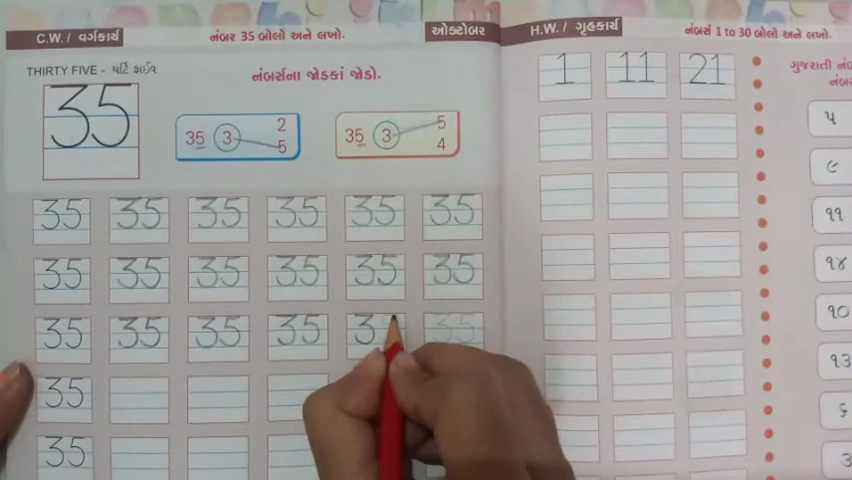 C.W. / વર્ગકાર્ય
નંબર 35 બોલો અને લખો.
ઓક્ટોબર
THIRTY FIVE - થર્ટિ ફાઈવ
નંબર્સના જોડકાં જોડો.
35
35 3 2 5
35 3 5 4
35 35 35 35 35 35
35 35 35 35 35 35
35 35 35 35 3 35
35
35
H.W. / ગૃહકાર્ય
નંબર્સ 1 to 30 બોલો અને લખો.
1 11 21
ગુજરાતી
૫
૯
૧૧
૧૪
૧૦
૧૩
૬
૩